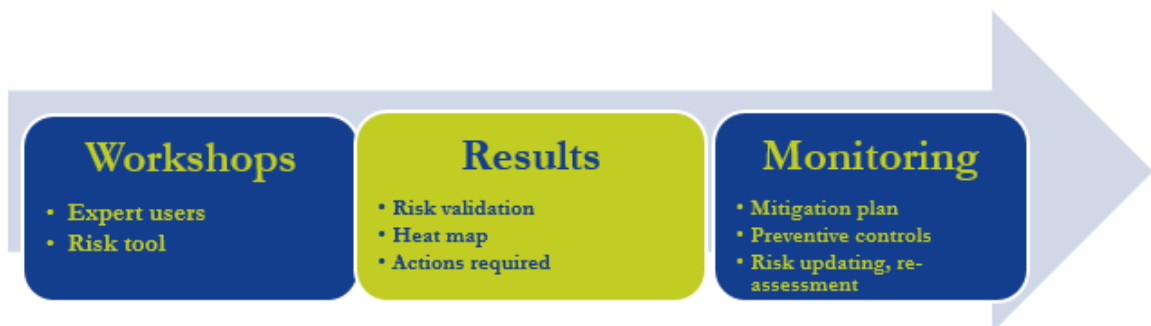 Workshops
• Expert users
• Risk tool
Results
• Risk validation
• Heat map
• Actions required
Monitoring
• Mitigation plan
• Preventive controls
• Risk updating, re-
assessment